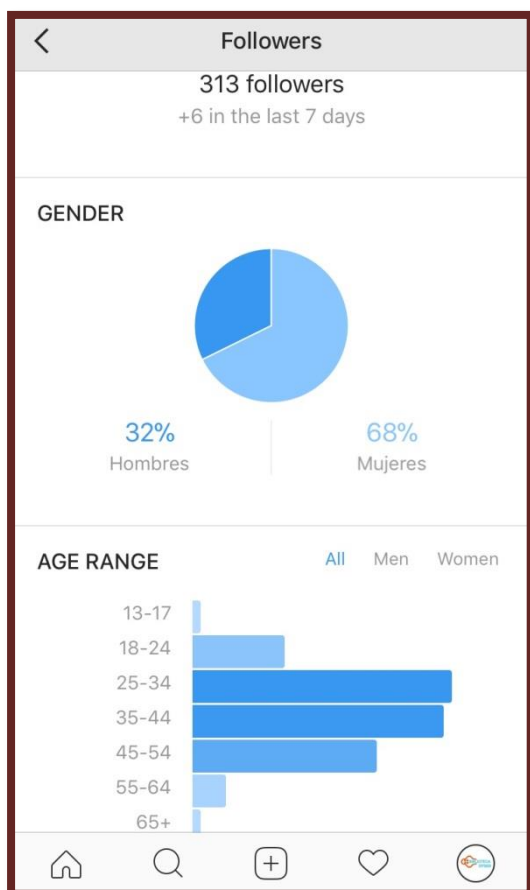 Followers
313 followers
+6 in the last 7 days
GENDER
32% 68%
Hombres Mujeres
AGE RANGE All Men Women
13-17
18-24
25-34
35-44
45-54
55-64
65+